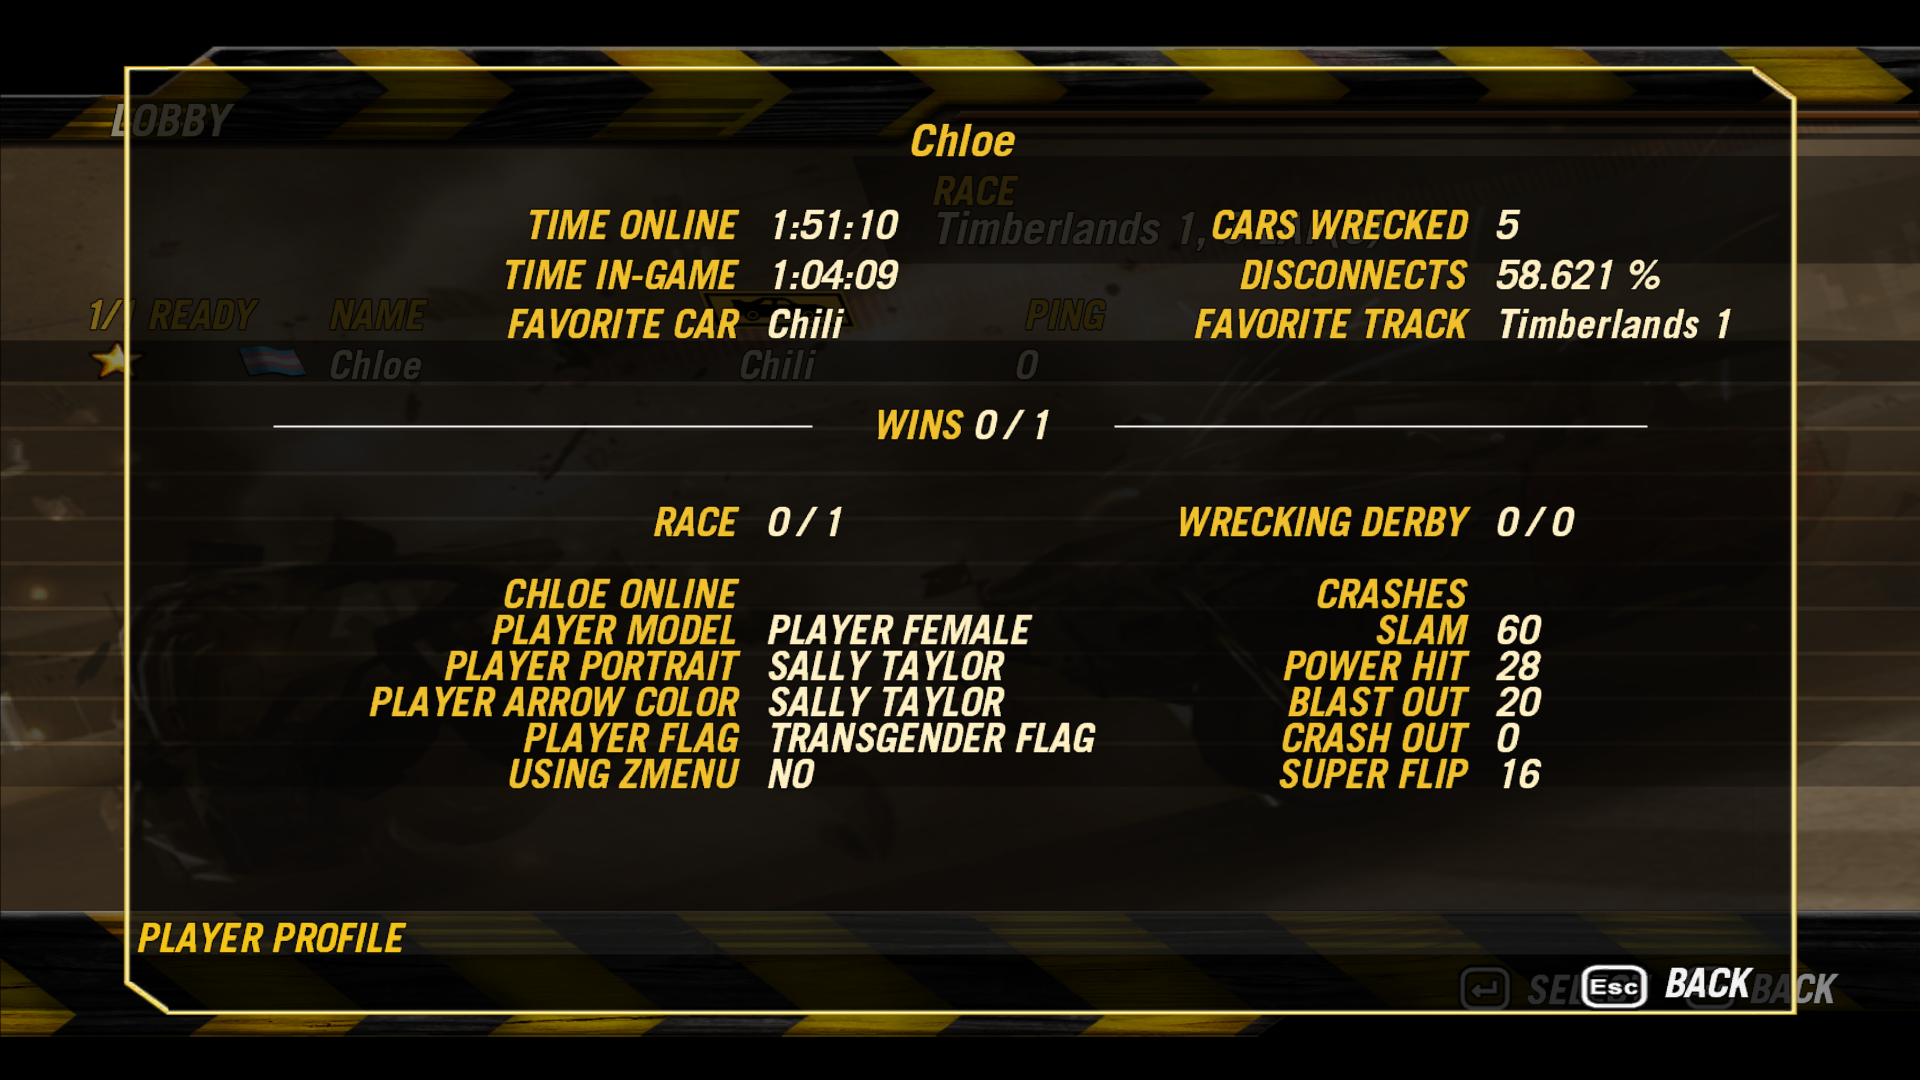 LOBBY
Chloe
RACE
Timberlands 1,
TIME ONLINE 1:51:10
CARS WRECKED 5
TIME IN-GAME 1:04:09
DISCONNECTS 58.621 %
1/1 READY NAME PING
FAVORITE CAR Chili
FAVORITE TRACK Timberlands 1
Chloe Chili 0
WINS 0 / 1
RACE 0 / 1
WRECKING DERBY 0 / 0
CHLOE ONLINE
CRASHES
PLAYER MODEL PLAYER FEMALE
SLAM 60
PLAYER PORTRAIT SALLY TAYLOR
POWER HIT 28
PLAYER ARROW COLOR SALLY TAYLOR
BLAST OUT 20
PLAYER FLAG TRANSGENDER FLAG
CRASH OUT 0
USING ZMENU NO
SUPER FLIP 16
PLAYER PROFILE
SELECT Esc BACK BACK